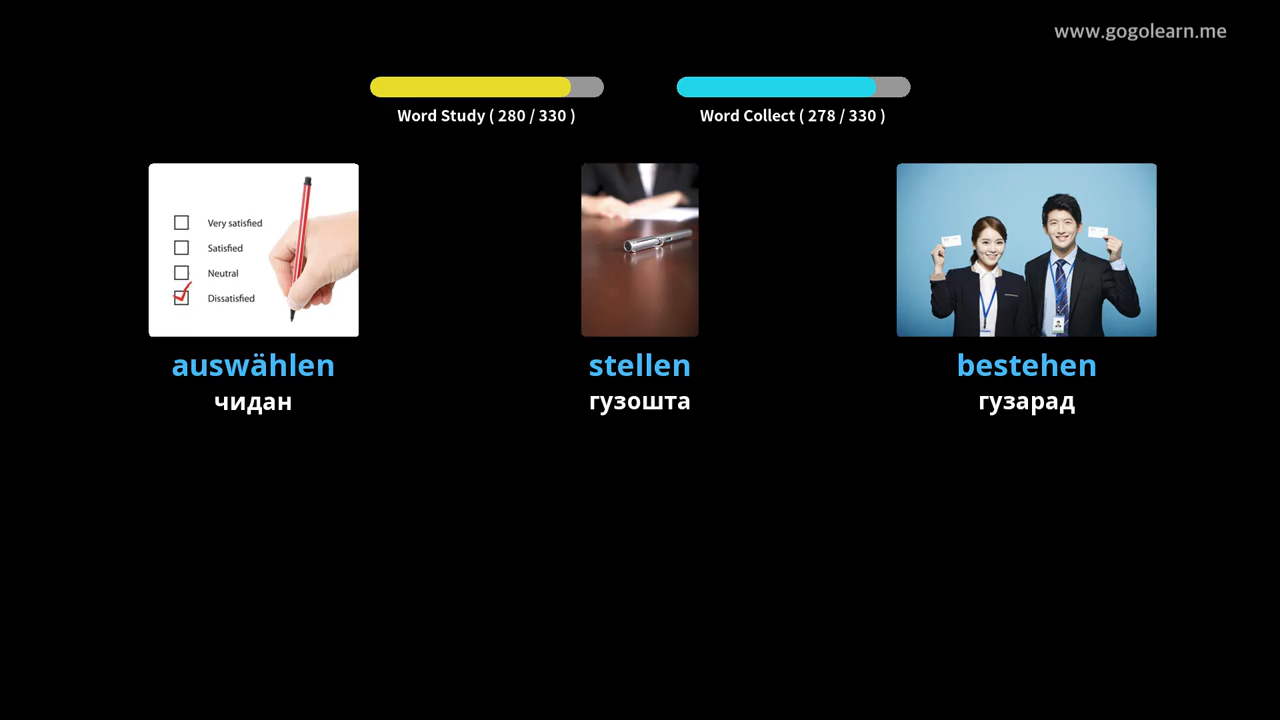 www.gogolearn.me
Word Study ( 280 / 330 )
Word Collect ( 278 / 330 )
Very satisfied
Satisfied
Neutral
Dissatisfied
auswählen
stellen
bestehen
чидан
гузошта
гузарад